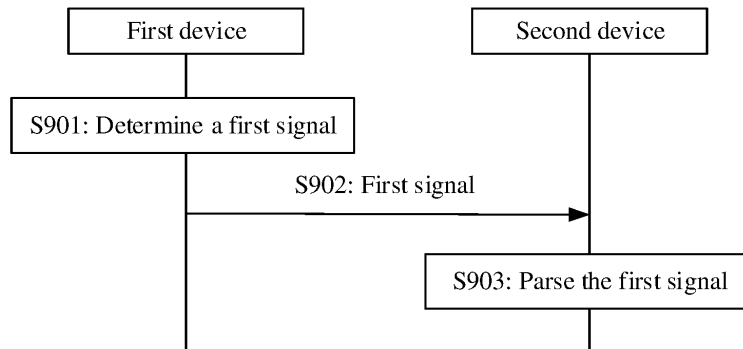 First device
Second device
S901: Determine a first signal
S902: First signal
S903: Parse the first signal